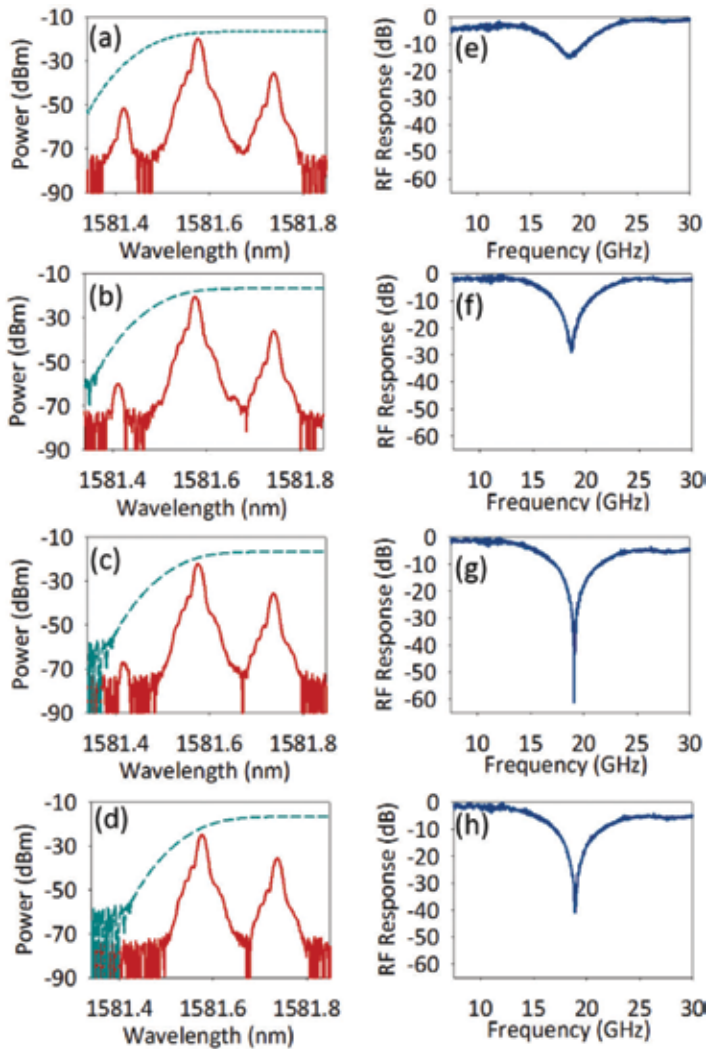 (a)
Power (dBm)
-10
-30
-50
-70
-90
1581.4 1581.6 1581.8
Wavelength (nm)
(e)
RF Response (dB)
0
-10
-20
-30
-40
-50
-60
10 15 20 25 30
Frequency (GHz)
(b)
Power (dBm)
-10
-30
-50
-70
-90
1581.4 1581.6 1581.8
Wavelength (nm)
(f)
RF Response (dB)
0
-10
-20
-30
-40
-50
-60
10 15 20 25 30
Frequency (GHz)
(c)
Power (dBm)
-10
-30
-50
-70
-90
1581.4 1581.6 1581.8
Wavelength (nm)
(g)
RF Response (dB)
0
-10
-20
-30
-40
-50
-60
10 15 20 25 30
Frequency (GHz)
(d)
Power (dBm)
-10
-30
-50
-70
-90
1581.4 1581.6 1581.8
Wavelength (nm)
(h)
RF Response (dB)
0
-10
-20
-30
-40
-50
-60
10 15 20 25 30
Frequency (GHz)